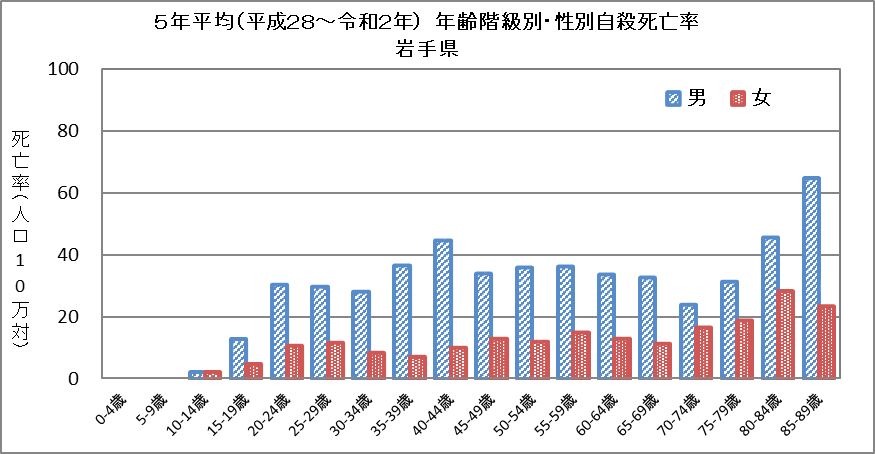 ５年平均(平成２８～令和２年)　年齢階級別・性別自殺死亡率
岩手県
死亡率(人口１０万対)
男 女
100
80
60
40
20
0
0-4歳 5-9歳 10-14歳 15-19歳 20-24歳 25-29歳 30-34歳 35-39歳 40-44歳 45-49歳 50-54歳 55-59歳 60-64歳 65-69歳 70-74歳 75-79歳 80-84歳 85-89歳